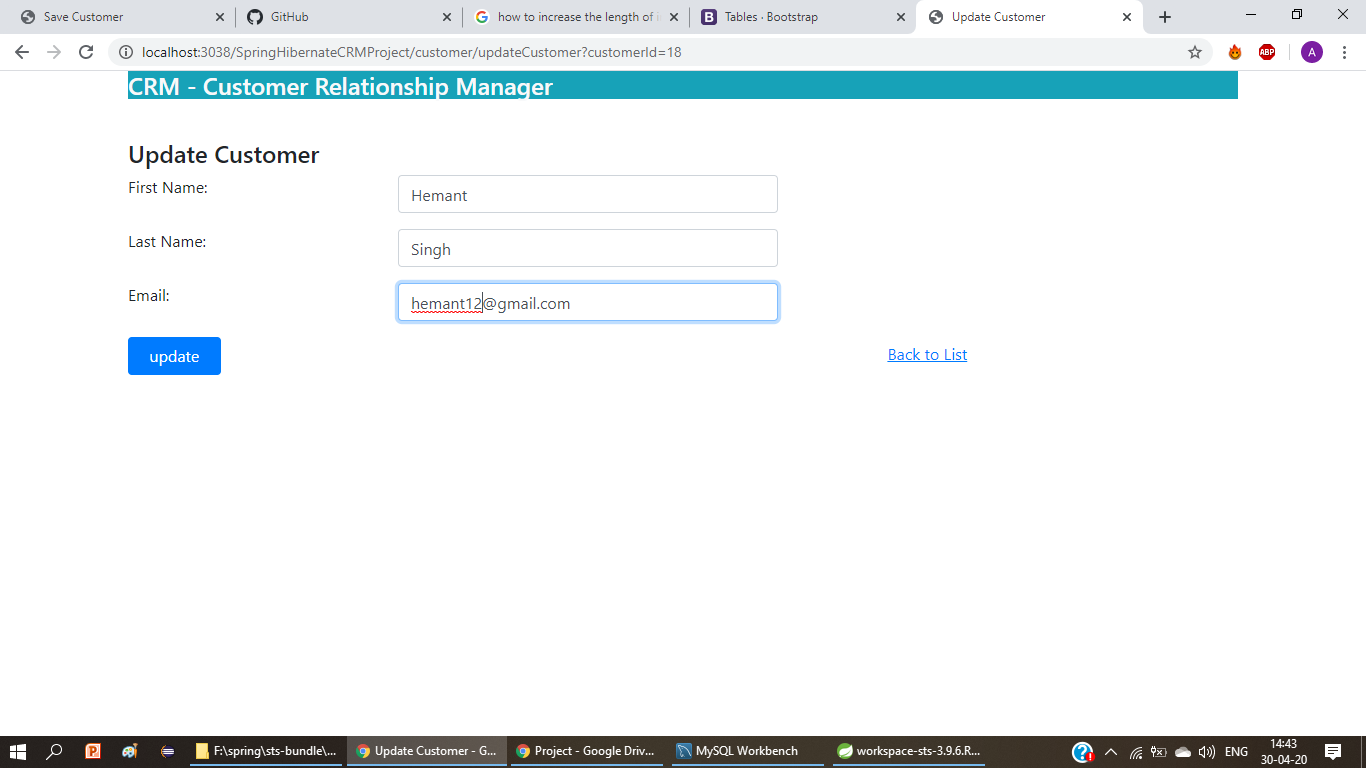 Save Customer
GitHub
how to increase the length of i
Tables · Bootstrap
Update Customer
localhost:3038/SpringHibernateCRMProject/customer/updateCustomer?customerId=18
ABP
A
CRM - Customer Relationship Manager
Update Customer
First Name:
Hemant
Last Name:
Singh
Email:
hemant12@gmail.com
update
Back to List
F:\spring\sts-bundle\...
Update Customer - G...
Project - Google Driv...
MySQL Workbench
workspace-sts-3.9.6.R...
ENG
14:43
30-04-20